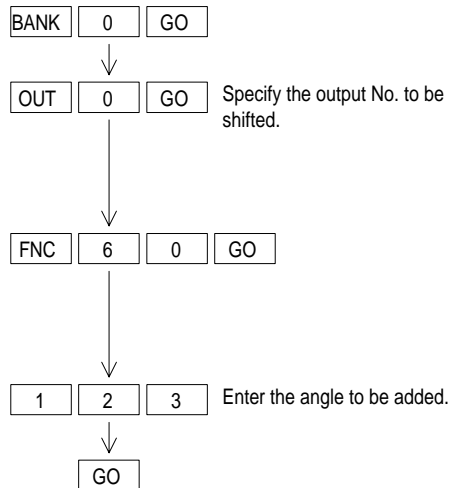 BANK 0 GO
OUT 0 GO Specify the output No. to be
shifted.
FNC 6 0 GO
1 2 3 Enter the angle to be added.
GO